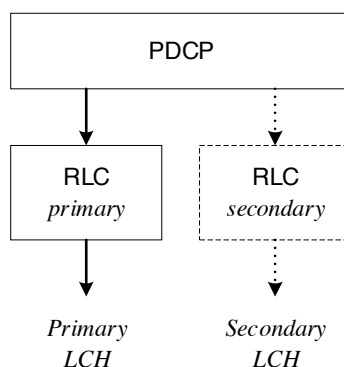 PDCP
RLC
primary
RLC
secondary
Primary
LCH
Secondary
LCH